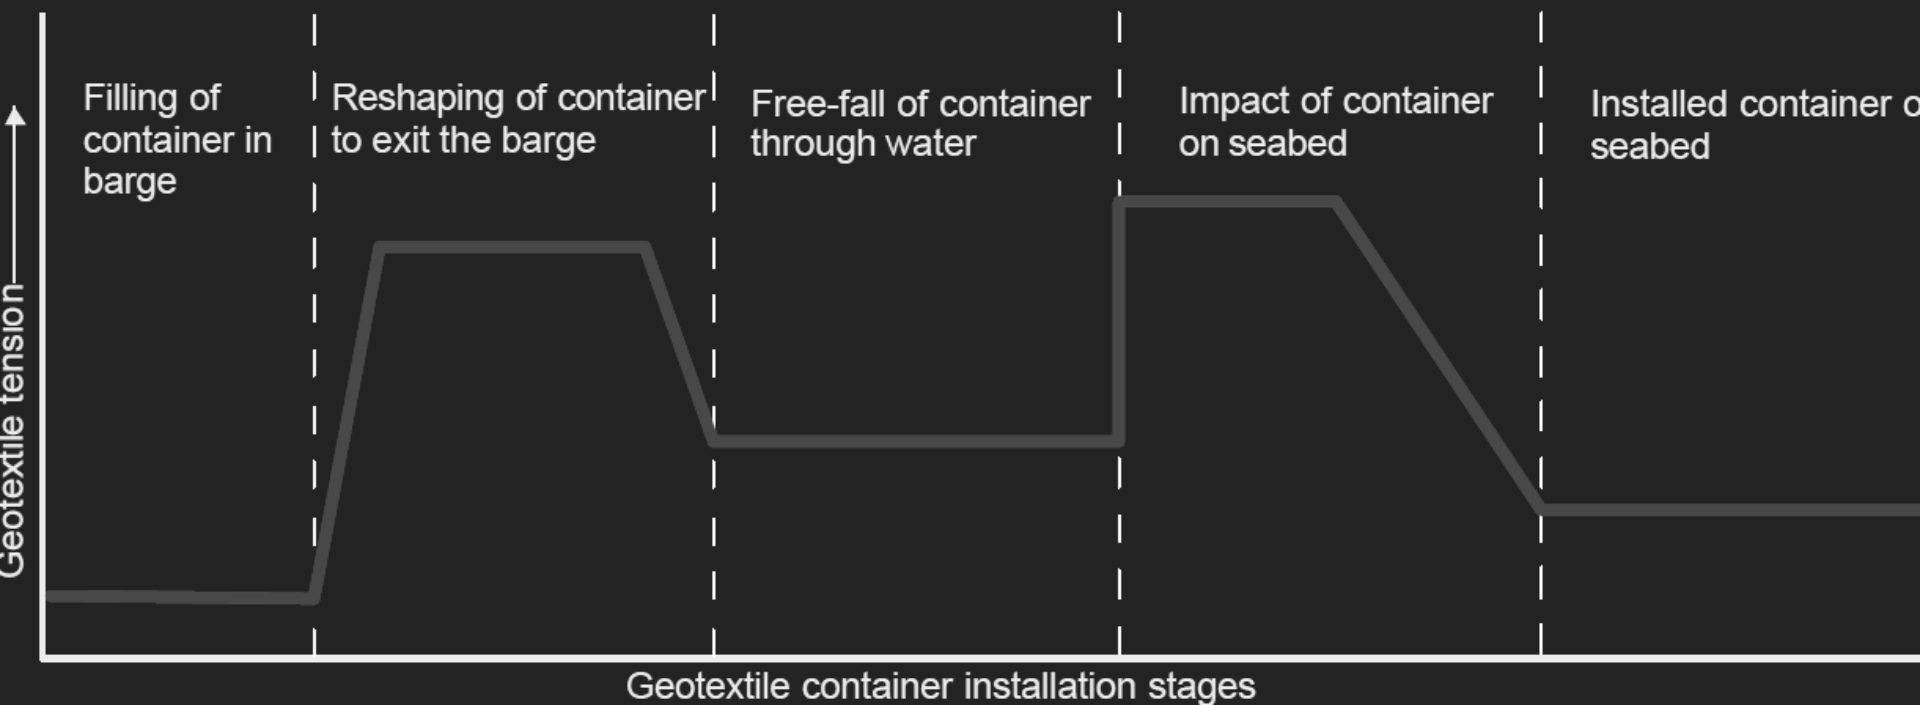 Filling of
container in
barge
Reshaping of container
to exit the barge
Free-fall of container
through water
Impact of container
on seabed
Installed container o
seabed
Geotextile tension
Geotextile container installation stages